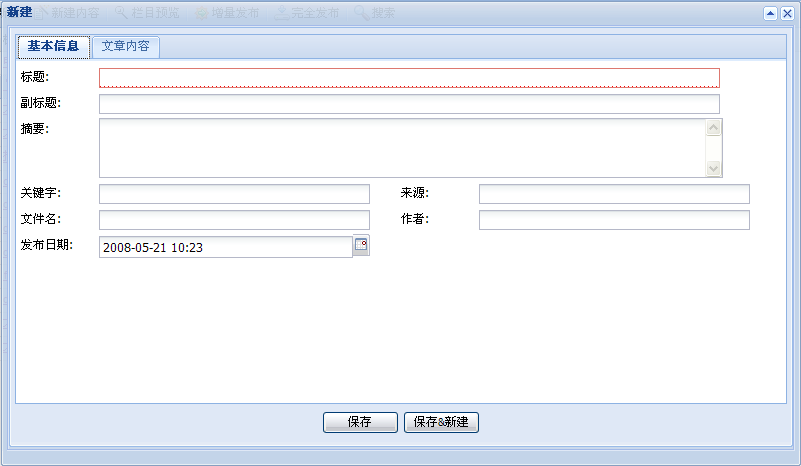 新建
新建内容 栏目预览 增量发布 完全发布 搜索
基本信息 文章内容
标题:
副标题:
摘要:
关键字: 来源:
文件名: 作者:
发布日期: 2008-05-21 10:23
保存 保存&新建